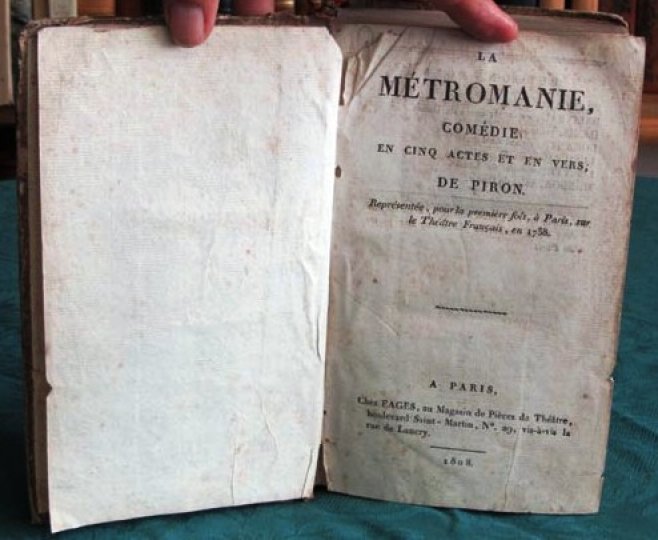 LA
MÉTROMANIE,
COMÉDIE
EN CINQ ACTES ET EN VERS,
DE PIRON.
Représentée, pour la première fois, à Paris, sur
le Théâtre Français, en 1738.
A PARIS,
Chez FAGES, au Magasin de Pièces de Théâtre,
boulevard Saint-Martin, N°. 29, vis-à-vis la
rue de Lancry.
1808.